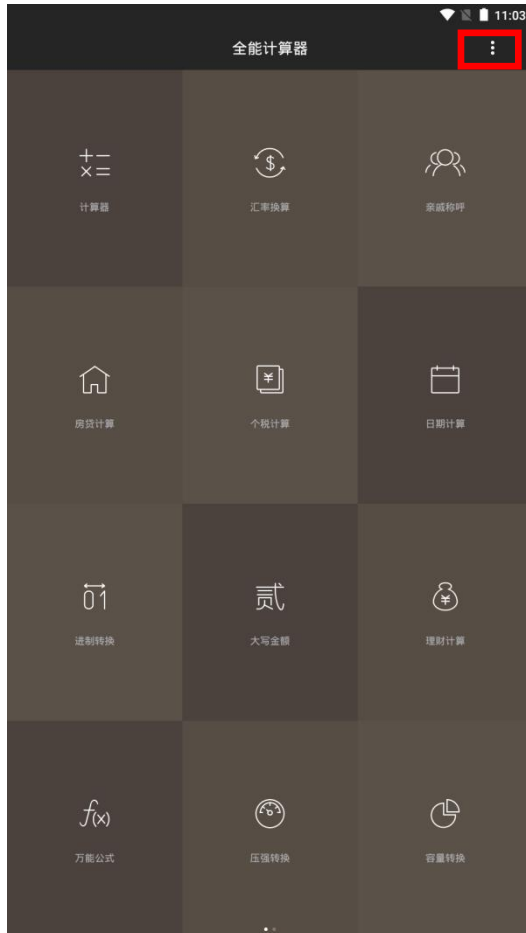 11:03
全能计算器
计算器
汇率换算
亲戚称呼
房贷计算
¥
个税计算
日期计算
01
进制转换
贰
大写金额
¥
理财计算
f(x)
万能公式
压强转换
容量转换